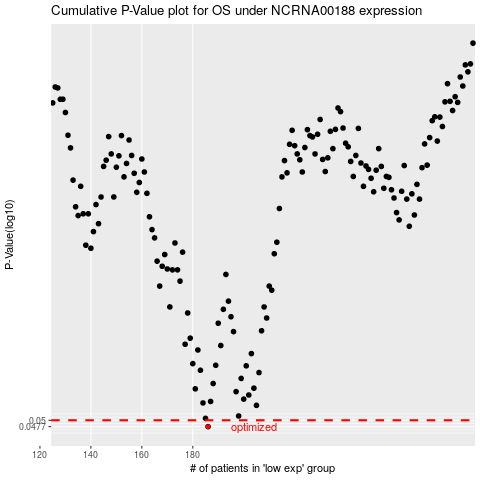 Cumulative P-Value plot for OS under NCRNA00188 expression
P-Value(log10)
0.05
0.0477
optimized
120 140 160 180
# of patients in 'low exp' group